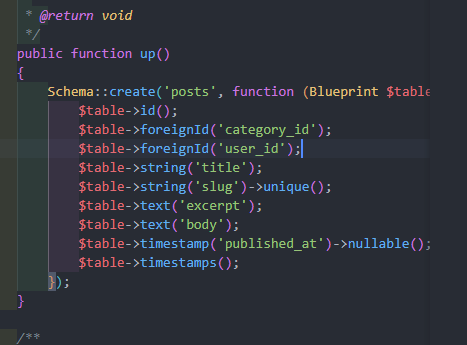 * @return void
*/
public function up()
{
Schema::create('posts', function (Blueprint $table
$table->id();
$table->foreignId('category_id');
$table->foreignId('user_id');
$table->string('title');
$table->string('slug')->unique();
$table->text('excerpt');
$table->text('body');
$table->timestamp('published_at')->nullable();
$table->timestamps();
});
}
/**